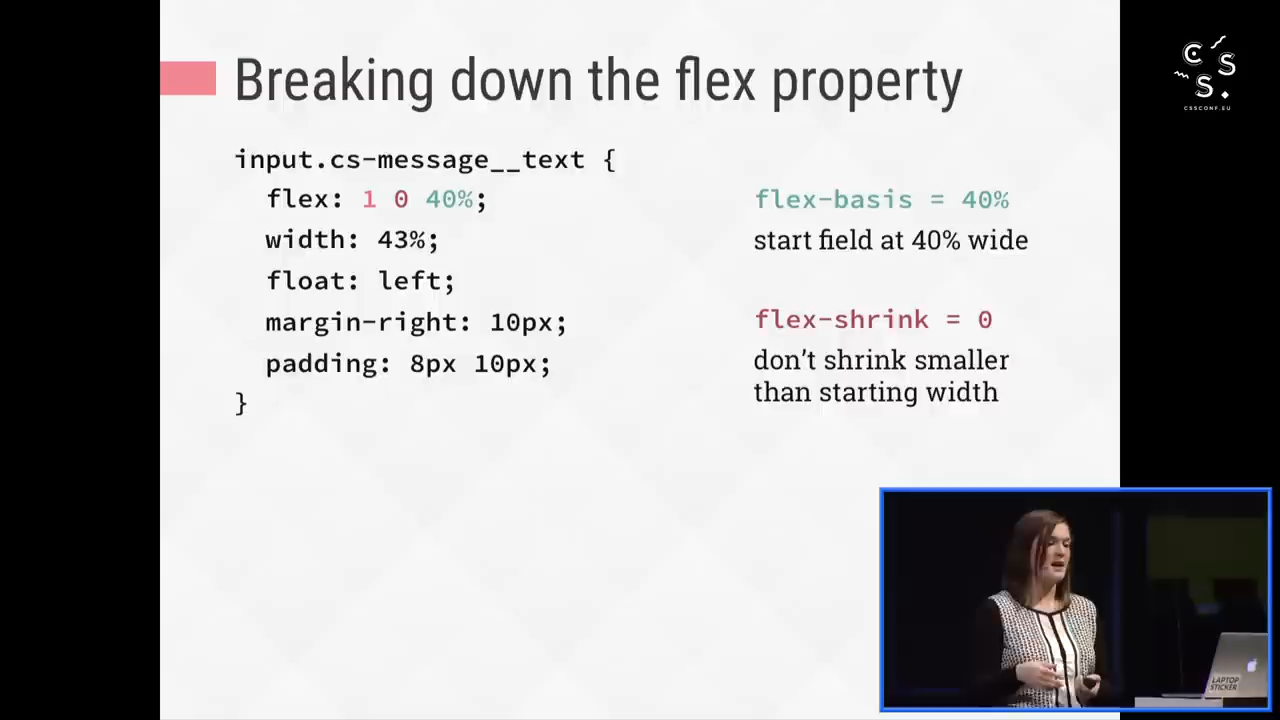 Breaking down the flex property
input.cs-message__text {
flex: 1 0 40%;
width: 43%;
float: left;
margin-right: 10px;
padding: 8px 10px;
}
flex-basis = 40%
start field at 40% wide
flex-shrink = 0
don’t shrink smaller
than starting width
C
S
S.
CSSCONF.EU
LAPTOP
STICKER